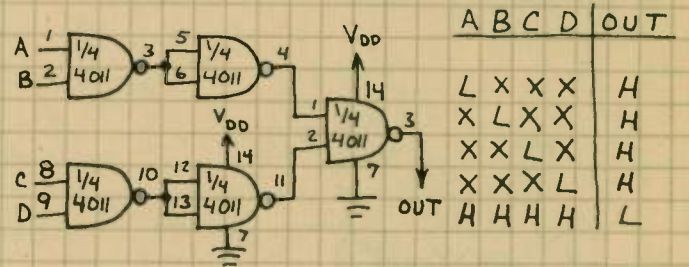 A 1 1/4 4011 3 5 6 1/4 4011 4
B 2
VDD
14
1 2 1/4 4011 3
7
OUT
VDD
14
C 8 1/4 4011 10 12 13 1/4 4011 11
D 9
7
A B C D OUT
L X X X H
X L X X H
X X L X H
X X X L H
H H H H L